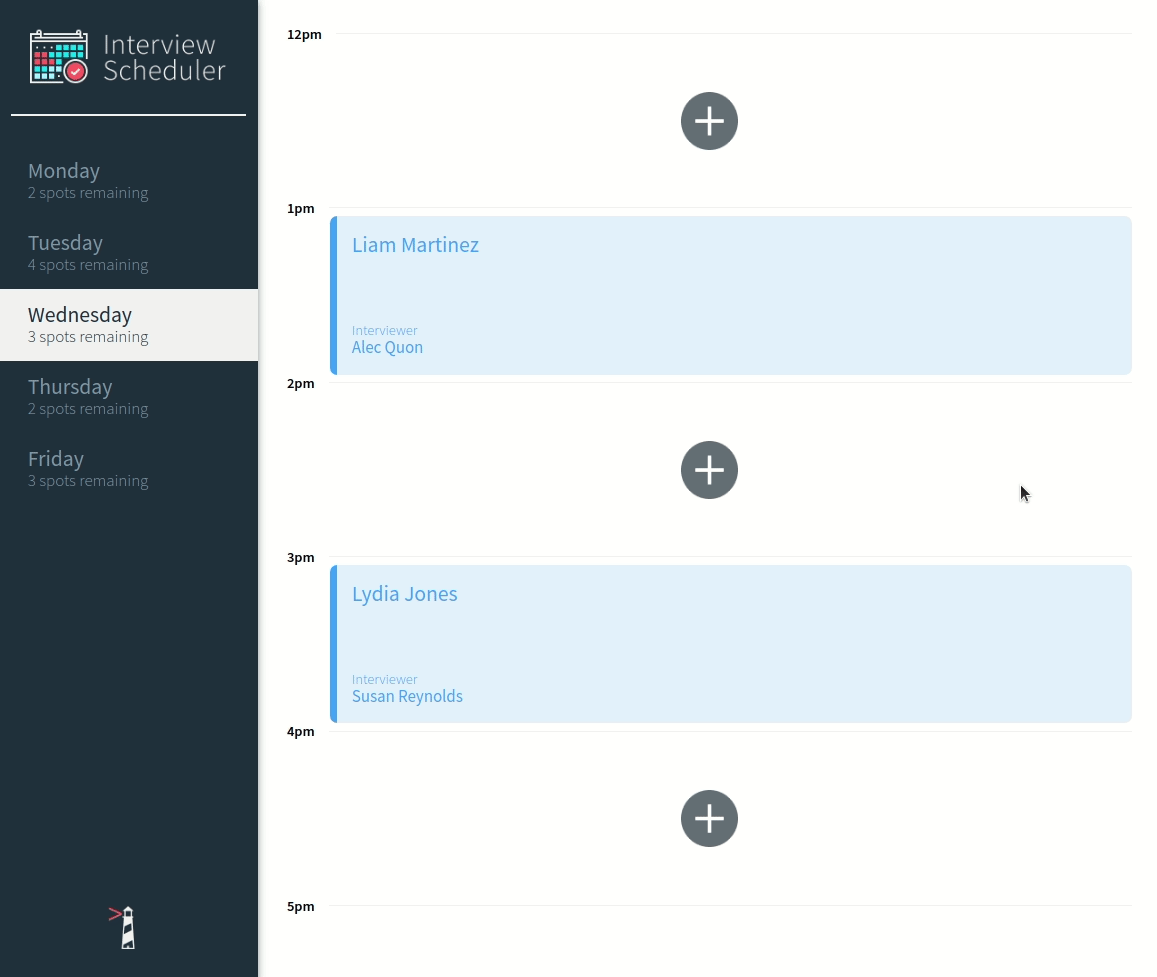 Interview
Scheduler
Monday
2 spots remaining
Tuesday
4 spots remaining
Wednesday
3 spots remaining
Thursday
2 spots remaining
Friday
3 spots remaining
12pm
1pm
Liam Martinez
Interviewer
Alec Quon
2pm
3pm
Lydia Jones
Interviewer
Susan Reynolds
4pm
5pm